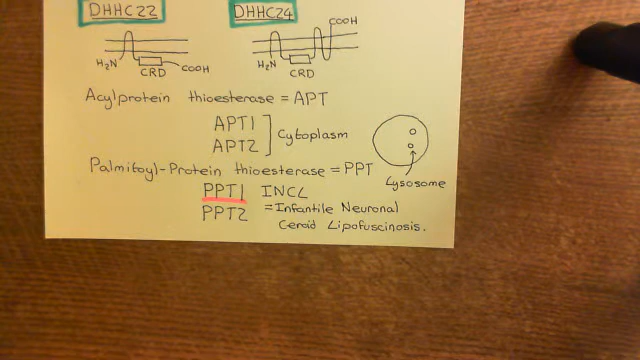 DHHC22 DHHC24
COOH
H2N CRD COOH H2N CRD
Acylprotein thioesterase = APT
APT1
APT2 Cytoplasm
Palmitoyl-Protein thioesterase = PPT
Lysosome
PPT1 INCL
PPT2 = Infantile Neuronal
Ceroid Lipofuscinosis.